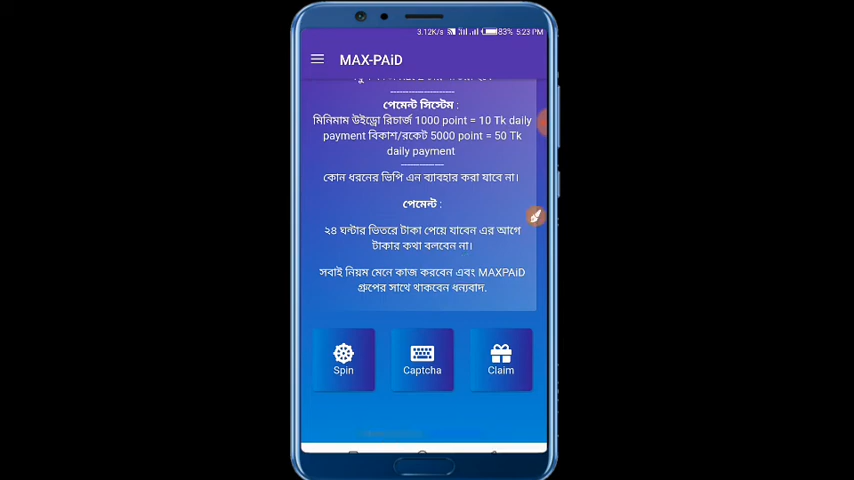 3.12K/s 83% 5:23 PM
MAX-PAiD
পেমেন্ট সিস্টেম :
মিনিমাম উইড্রো রিচার্জ 1000 point = 10 Tk daily
payment বিকাশ/রকেট 5000 point = 50 Tk
daily payment
কোন ধরনের ভিপি এন ব্যাবহার করা যাবে না।
পেমেন্ট :
২৪ ঘন্টার ভিতরে টাকা পেয়ে যাবেন এর আগে
টাকার কথা বলবেন না।
সবাই নিয়ম মেনে কাজ করবেন এবং MAXPAiD
গ্রুপের সাথে থাকবেন ধন্যবাদ.
Spin Captcha Claim